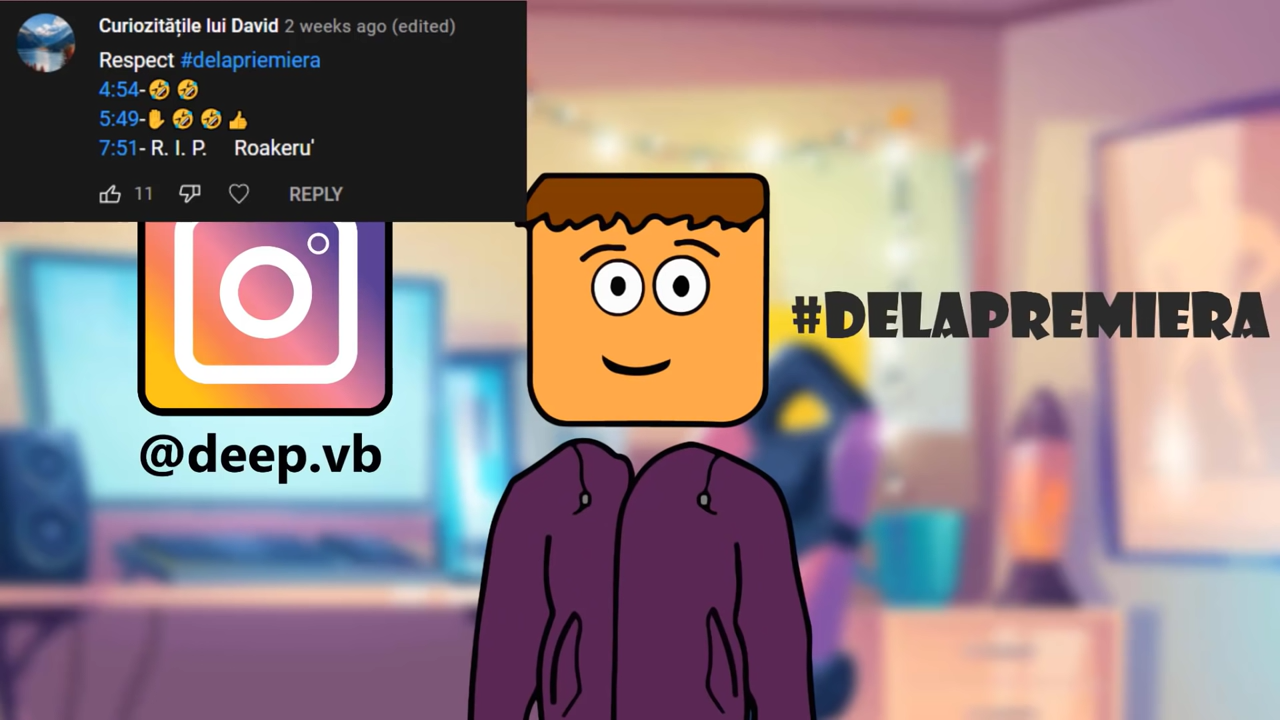 Curiozitățile lui David 2 weeks ago (edited)
Respect #delapriemiera
4:54-🤣 🤣
5:49-✋ 🤣 🤣 👍
7:51- R. I. P. Roakeru'
11 REPLY
@deep.vb
#DELAPREMIERA